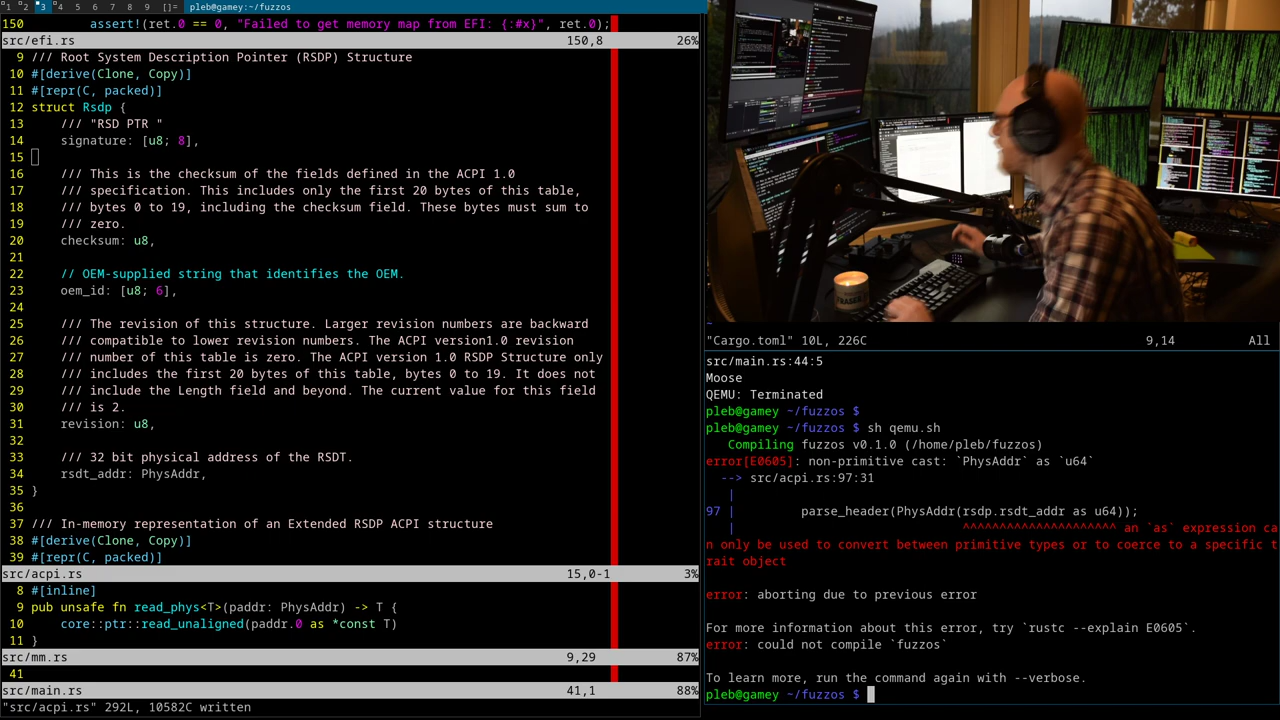 1 2 3 4 5 6 7 8 9 []= pleb@gamey:~/fuzzos
150 assert!(ret.0 == 0, "Failed to get memory map from EFI: {:#x}", ret.0);
src/efi.rs 150,8 26%
9 /// Root System Description Pointer (RSDP) Structure
10 #[derive(Clone, Copy)]
11 #[repr(C, packed)]
12 struct Rsdp {
13 /// "RSD PTR "
14 signature: [u8; 8],
15
16 /// This is the checksum of the fields defined in the ACPI 1.0
17 /// specification. This includes only the first 20 bytes of this table,
18 /// bytes 0 to 19, including the checksum field. These bytes must sum to
19 /// zero.
20 checksum: u8,
21
22 // OEM-supplied string that identifies the OEM.
23 oem_id: [u8; 6],
24
25 /// The revision of this structure. Larger revision numbers are backward
26 /// compatible to lower revision numbers. The ACPI version1.0 revision
27 /// number of this table is zero. The ACPI version 1.0 RSDP Structure only
28 /// includes the first 20 bytes of this table, bytes 0 to 19. It does not
29 /// include the Length field and beyond. The current value for this field
30 /// is 2.
31 revision: u8,
32
33 /// 32 bit physical address of the RSDT.
34 rsdt_addr: PhysAddr,
35 }
36
37 /// In-memory representation of an Extended RSDP ACPI structure
38 #[derive(Clone, Copy)]
39 #[repr(C, packed)]
src/acpi.rs 15,0-1 3%
8 #[inline]
9 pub unsafe fn read_phys<T>(paddr: PhysAddr) -> T {
10 core::ptr::read_unaligned(paddr.0 as *const T)
11 }
src/mm.rs 9,29 87%
41
src/main.rs 41,1 88%
"src/acpi.rs" 292L, 10582C written
~
"Cargo.toml" 10L, 226C 9,14 All
src/main.rs:44:5
Moose
QEMU: Terminated
pleb@gamey ~/fuzzos $
pleb@gamey ~/fuzzos $ sh qemu.sh
Compiling fuzzos v0.1.0 (/home/pleb/fuzzos)
error[E0605]: non-primitive cast: `PhysAddr` as `u64`
--> src/acpi.rs:97:31
|
97 | parse_header(PhysAddr(rsdp.rsdt_addr as u64));
| ^^^^^^^^^^^^^^^^^^^^^ an `as` expression ca
n only be used to convert between primitive types or to coerce to a specific t
rait object
error: aborting due to previous error
For more information about this error, try `rustc --explain E0605`.
error: could not compile `fuzzos`
To learn more, run the command again with --verbose.
pleb@gamey ~/fuzzos $